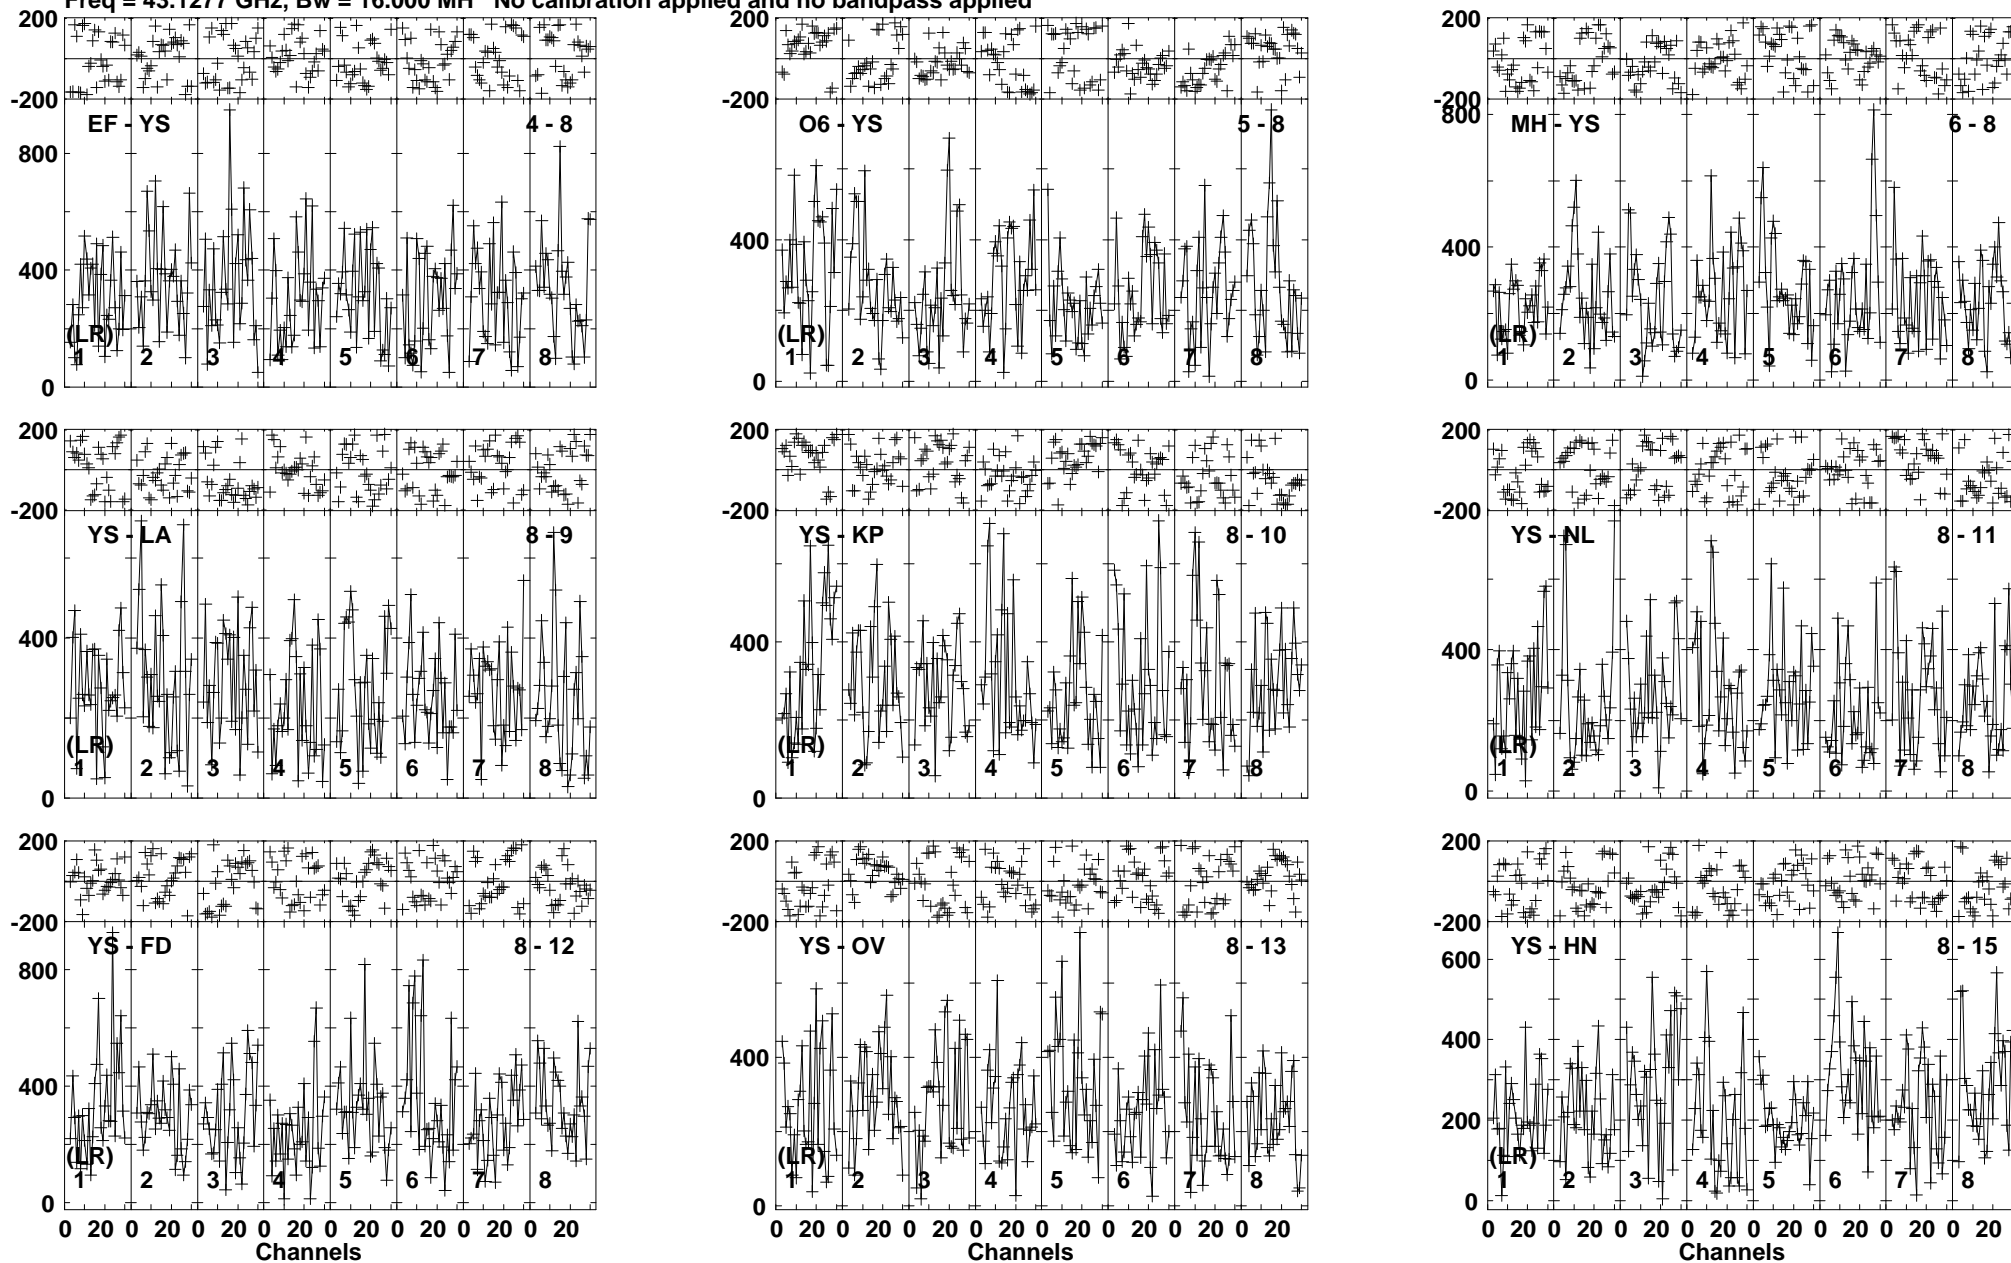 Freq = 43.1277 GHz, Bw = 16.000 MH No calibration applied and no bandpass applied
200 200 200
-200 -200 -200
EF - YS 4 - 8 O6 - YS 5 - 8 MH - YS 6 - 8
800 800
400 400 400
(LR) (LR) (LR)
1 2 3 4 5 6 7 8 1 2 3 4 5 6 7 8 1 2 3 4 5 6 7 8
0 0 0
200 200 200
-200 -200 -200
YS - LA 8 - 9 YS - KP 8 - 10 YS - NL 8 - 11
400 400 400
(LR) (LR) (LR)
1 2 3 4 5 6 7 8 1 2 3 4 5 6 7 8 1 2 3 4 5 6 7 8
0 0 0
200 200 200
-200 -200 -200
YS - FD 8 - 12 YS - OV 8 - 13 YS - HN 8 - 15
800 600
400 400 400
200
(LR) (LR) (LR)
1 2 3 4 5 6 7 8 1 2 3 4 5 6 7 8 1 2 3 4 5 6 7 8
0 0 0
0 20 0 20 0 20 0 20 0 20 0 20 0 20 0 20 0 20 0 20 0 20 0 20 0 20 0 20 0 20 0 20 0 20 0 20 0 20 0 20 0 20 0 20 0 20 0 20
Channels Channels Channels